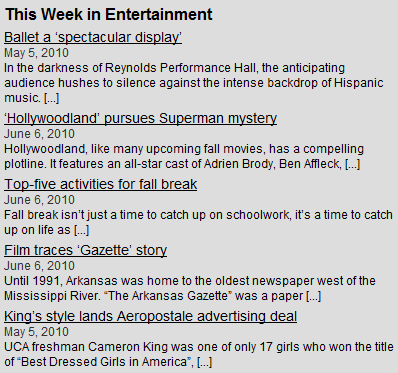 This Week in Entertainment
Ballet a ‘spectacular display’
May 5, 2010
In the darkness of Reynolds Performance Hall, the anticipating
audience hushes to silence against the intense backdrop of Hispanic
music. [...]
‘Hollywoodland’ pursues Superman mystery
June 6, 2010
Hollywoodland, like many upcoming fall movies, has a compelling
plotline. It features an all-star cast of Adrien Brody, Ben Affleck, [...]
Top-five activities for fall break
June 6, 2010
Fall break isn’t just a time to catch up on schoolwork, it’s a time to catch
up on life as [...]
Film traces ‘Gazette’ story
June 6, 2010
Until 1991, Arkansas was home to the oldest newspaper west of the
Mississippi River. “The Arkansas Gazette” was a paper [...]
King’s style lands Aeropostale advertising deal
May 5, 2010
UCA freshman Cameron King was one of only 17 girls who won the title
of “Best Dressed Girls in America”, [...]